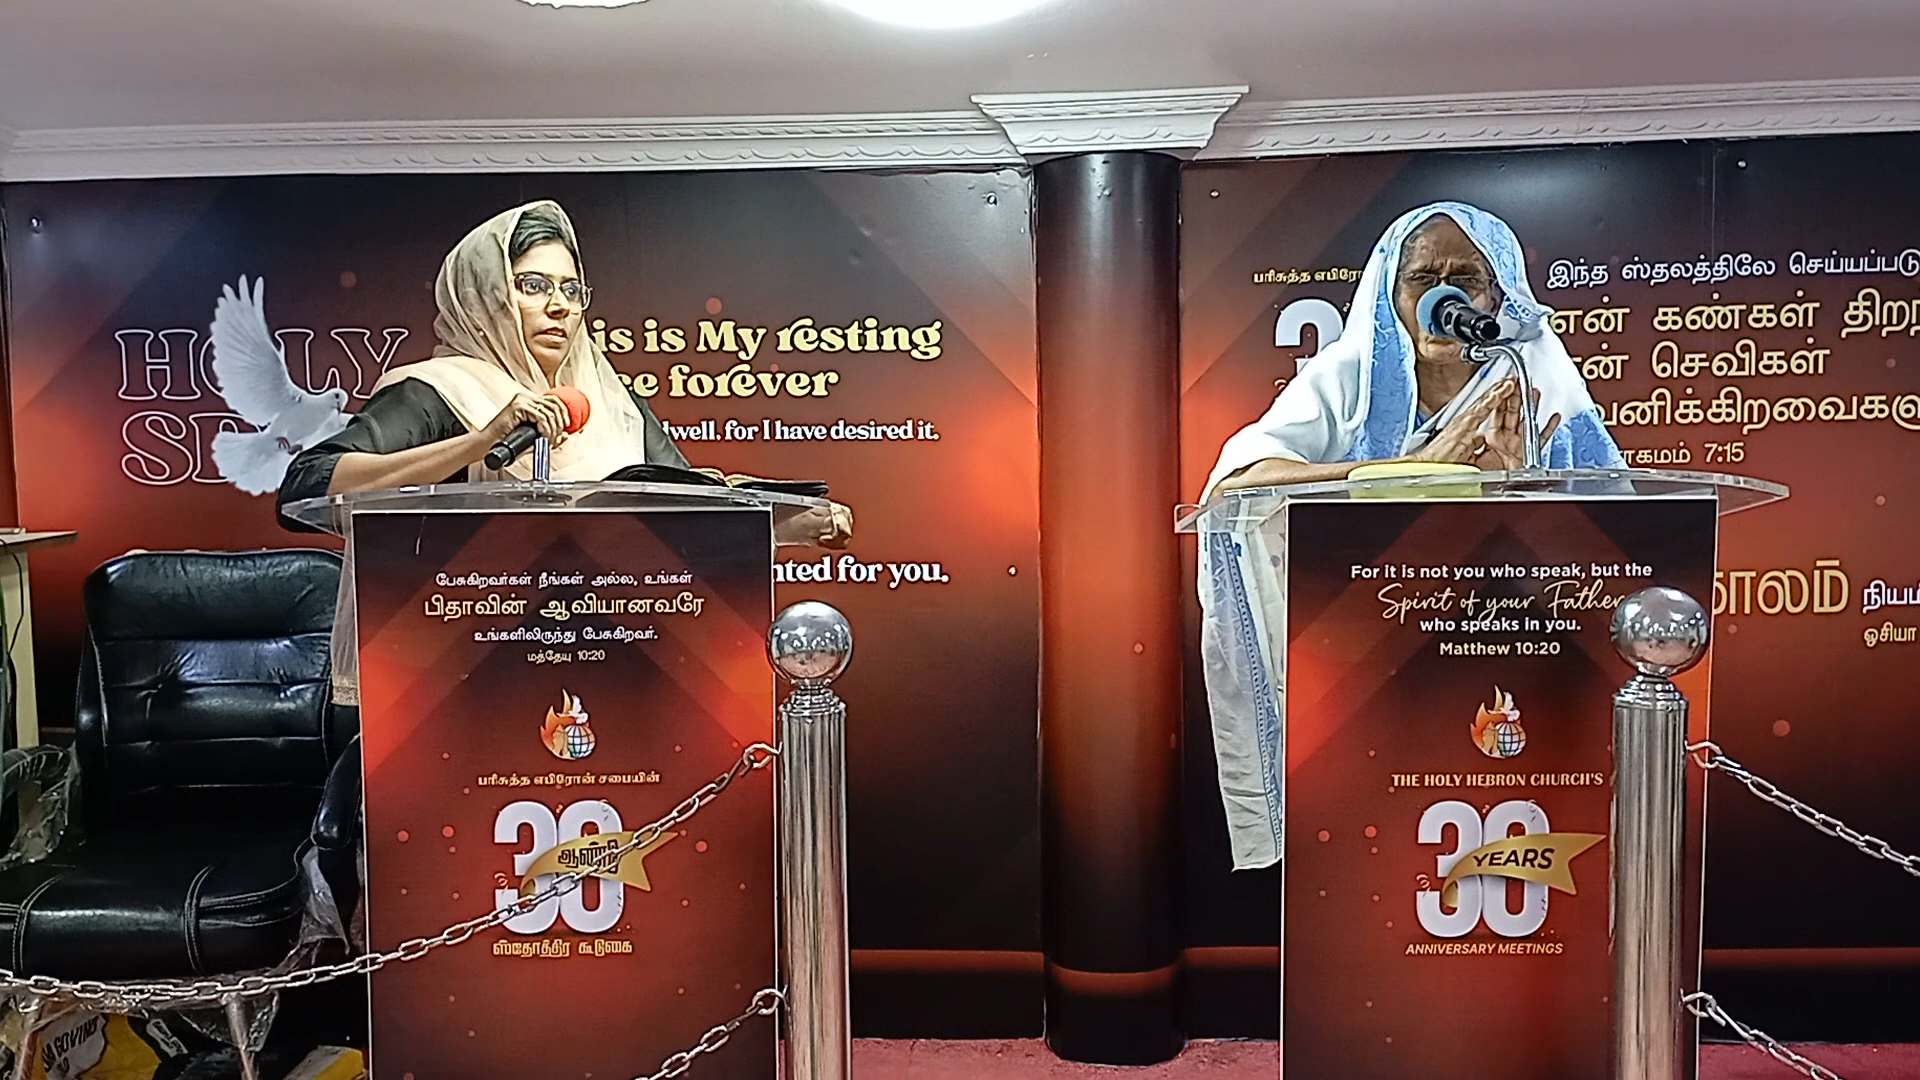 HOLY
is is My resting
ce forever
dwell, for I have desired it.
nted for you.
பரிசுத்த எபிரோ
3
இந்த ஸ்தலத்திலே செய்யப்படு
என் கண்கள் திற
ன் செவிகள்
வனிக்கிறவைகளு
ாகமம் 7:15
காலம் நியமி
ஓசியா
பேசுகிறவர்கள் நீங்கள் அல்ல, உங்கள்
பிதாவின் ஆவியானவரே
உங்களிலிருந்து பேசுகிறவர்.
மத்தேயு 10:20
பரிசுத்த எபிரோன் சபையின்
30
ஆண்டு
ஸ்தோத்திர கூடுகை
For it is not you who speak, but the
Spirit of your Father
who speaks in you.
Matthew 10:20
THE HOLY HEBRON CHURCH'S
30
YEARS
ANNIVERSARY MEETINGS